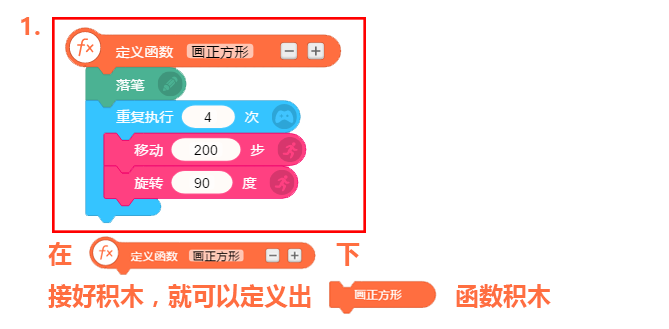 1.
fx 定义函数 画正方形 − +
落笔
重复执行 4 次
移动 200 步
旋转 90 度
在 fx 定义函数 画正方形 − + 下
接好积木，就可以定义出 画正方形 函数积木